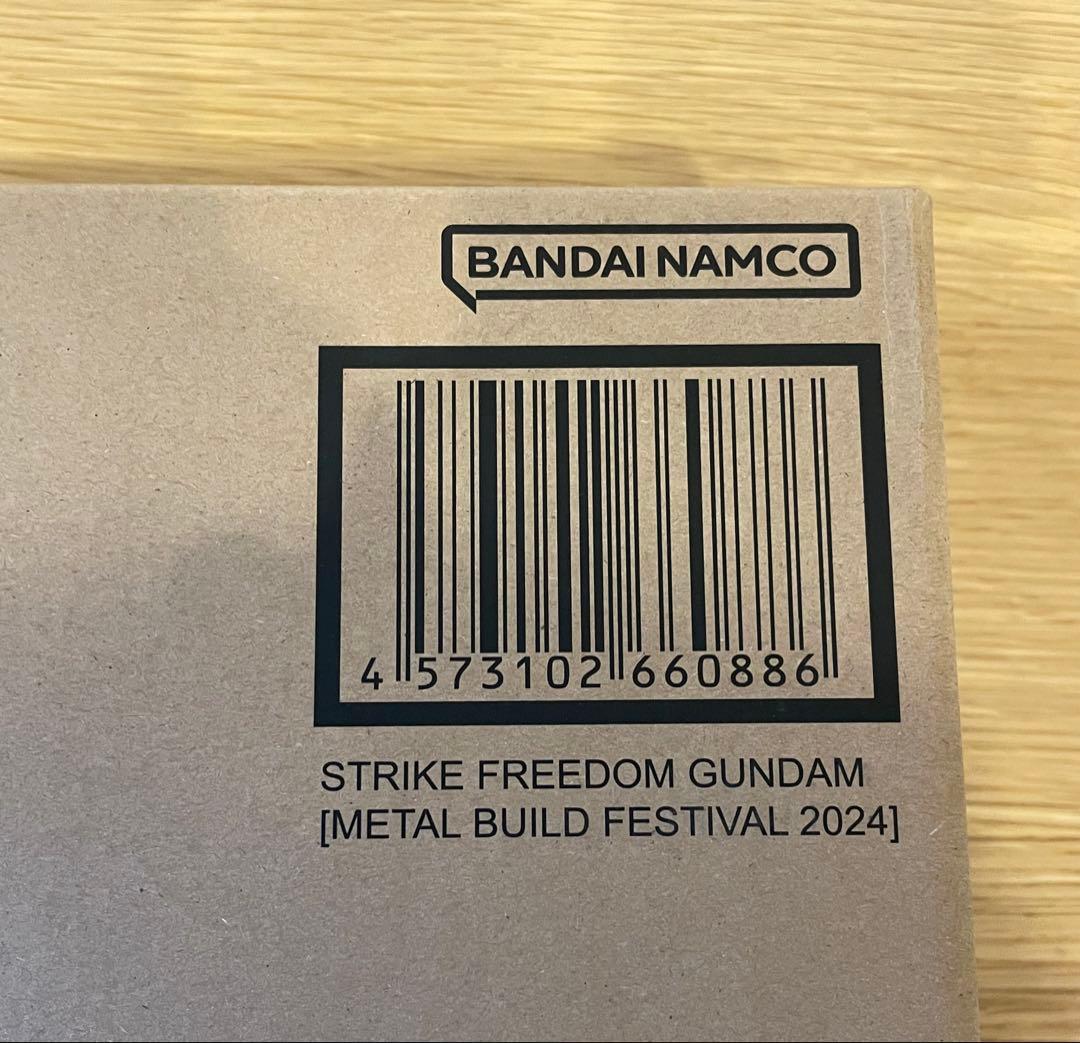 BANDAI NAMCO
4 573102 660886
STRIKE FREEDOM GUNDAM
[METAL BUILD FESTIVAL 2024]